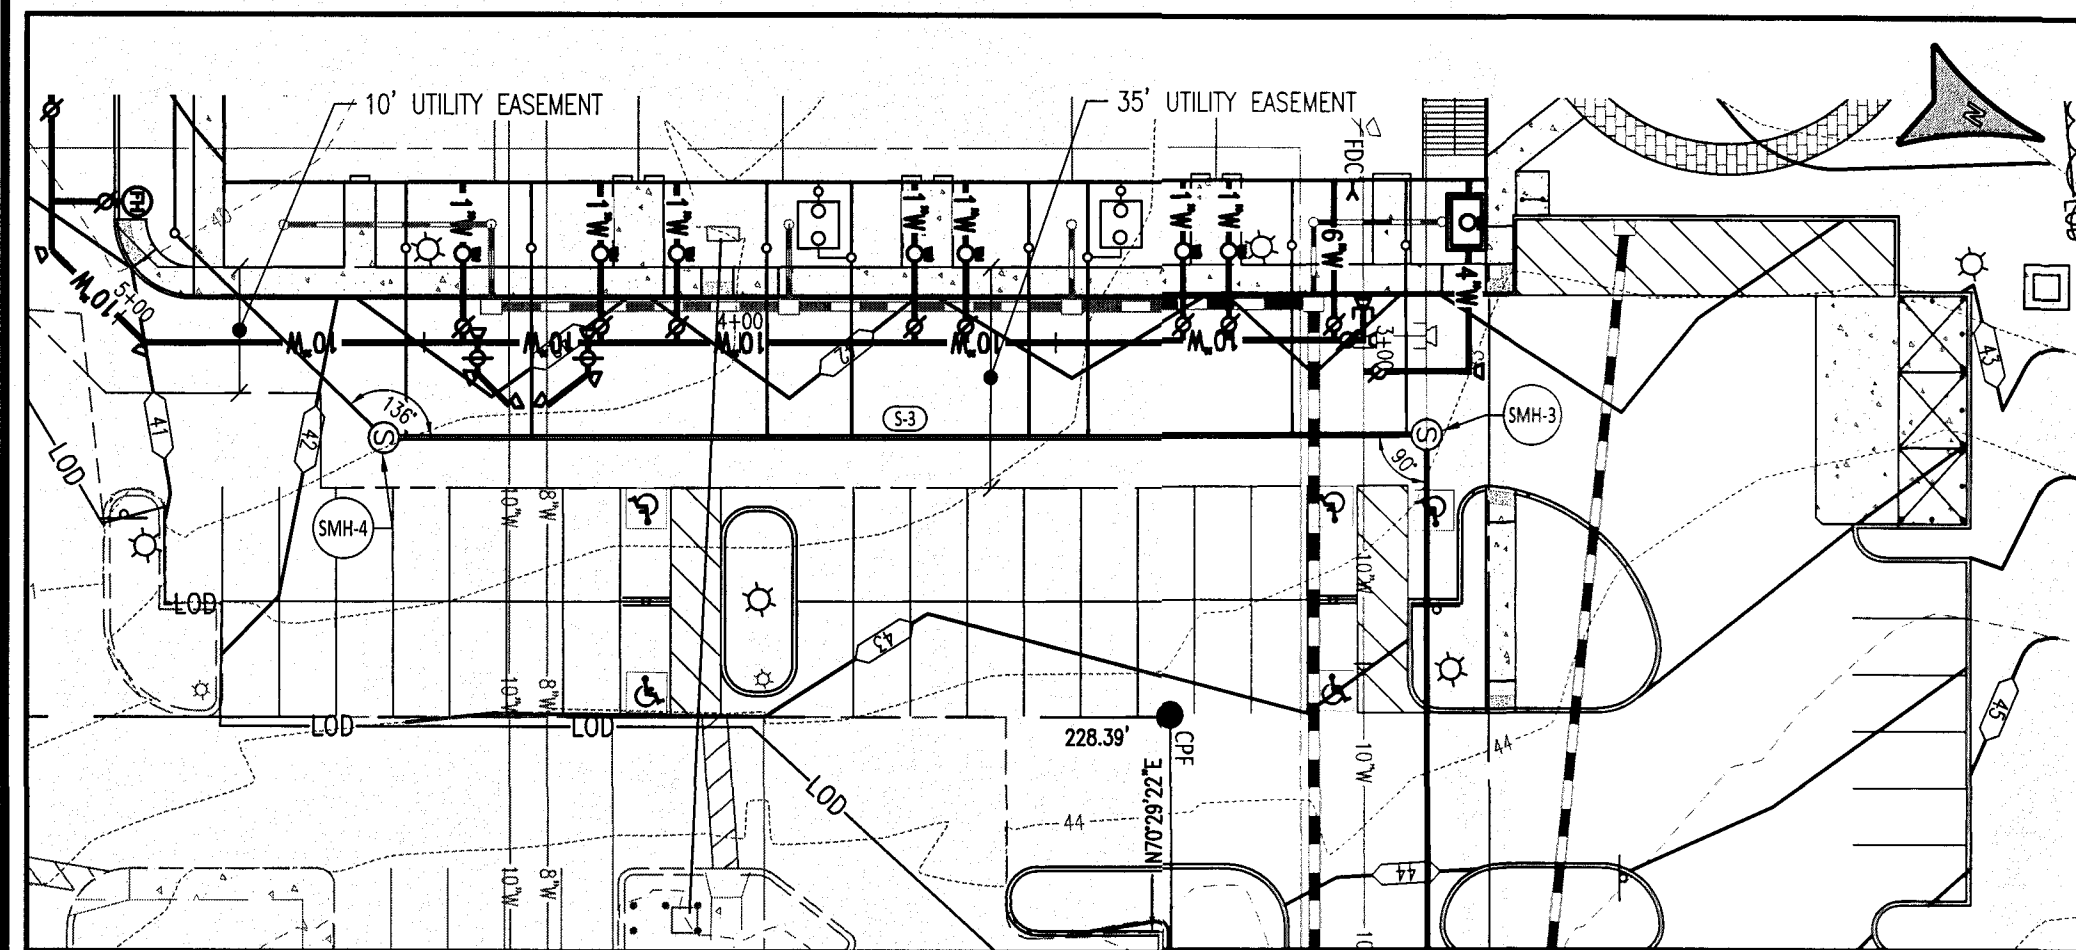 10' UTILITY EASEMENT
35' UTILITY EASEMENT
FDC
N
FH
1"W
1"W
1"W
1"W
1"W
1"W
1"W
6"W
4"W
10"W
5+00
10"W
10"W
4+00
10"W
10"W
10"W
3+00
41
42
42
43
136°
S
S-3
S
90°
SMH-3
SMH-4
LOD
LOD
10"W
8"W
10"W
43
10"W
8"W
LOD
LOD
LOD
228.39'
CPF
N70°29'22"E
10"W
44
45
44
44
10"W
8"W
10